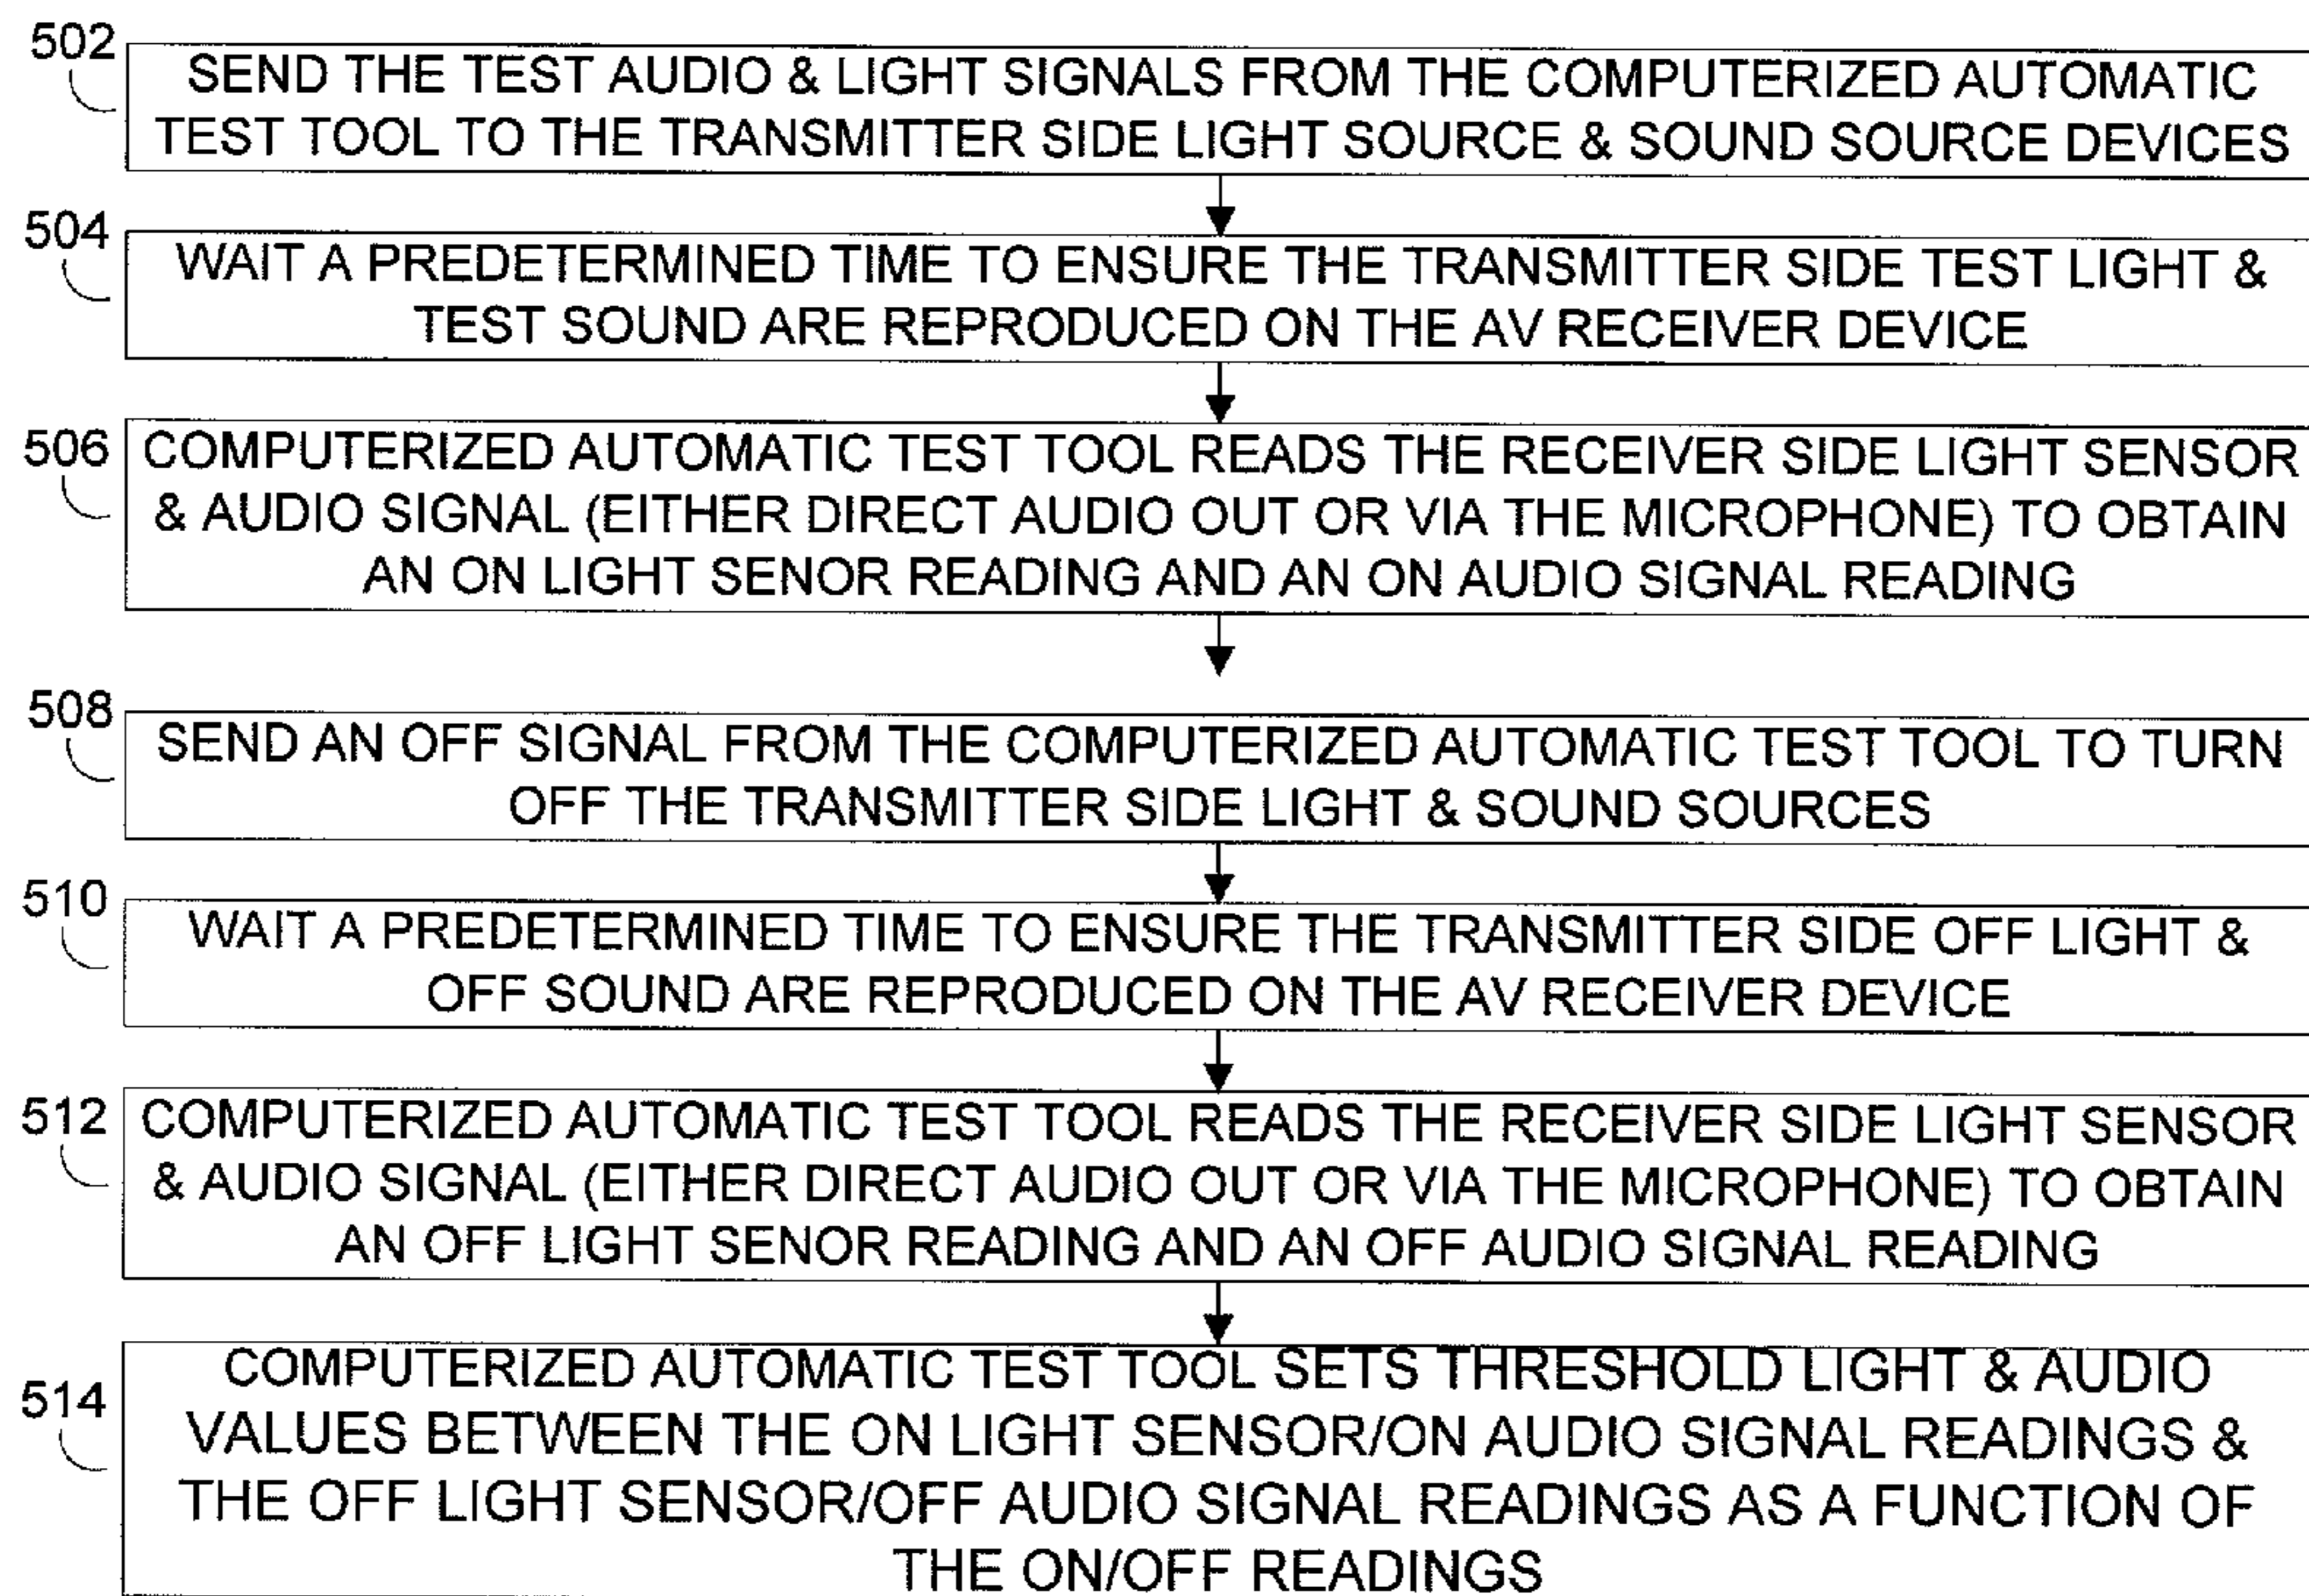 502
SEND THE TEST AUDIO & LIGHT SIGNALS FROM THE COMPUTERIZED AUTOMATIC
TEST TOOL TO THE TRANSMITTER SIDE LIGHT SOURCE & SOUND SOURCE DEVICES
504
WAIT A PREDETERMINED TIME TO ENSURE THE TRANSMITTER SIDE TEST LIGHT &
TEST SOUND ARE REPRODUCED ON THE AV RECEIVER DEVICE
506
COMPUTERIZED AUTOMATIC TEST TOOL READS THE RECEIVER SIDE LIGHT SENSOR
& AUDIO SIGNAL (EITHER DIRECT AUDIO OUT OR VIA THE MICROPHONE) TO OBTAIN
AN ON LIGHT SENOR READING AND AN ON AUDIO SIGNAL READING
508
SEND AN OFF SIGNAL FROM THE COMPUTERIZED AUTOMATIC TEST TOOL TO TURN
OFF THE TRANSMITTER SIDE LIGHT & SOUND SOURCES
510
WAIT A PREDETERMINED TIME TO ENSURE THE TRANSMITTER SIDE OFF LIGHT &
OFF SOUND ARE REPRODUCED ON THE AV RECEIVER DEVICE
512
COMPUTERIZED AUTOMATIC TEST TOOL READS THE RECEIVER SIDE LIGHT SENSOR
& AUDIO SIGNAL (EITHER DIRECT AUDIO OUT OR VIA THE MICROPHONE) TO OBTAIN
AN OFF LIGHT SENOR READING AND AN OFF AUDIO SIGNAL READING
514
COMPUTERIZED AUTOMATIC TEST TOOL SETS THRESHOLD LIGHT & AUDIO
VALUES BETWEEN THE ON LIGHT SENSOR/ON AUDIO SIGNAL READINGS &
THE OFF LIGHT SENSOR/OFF AUDIO SIGNAL READINGS AS A FUNCTION OF
THE ON/OFF READINGS